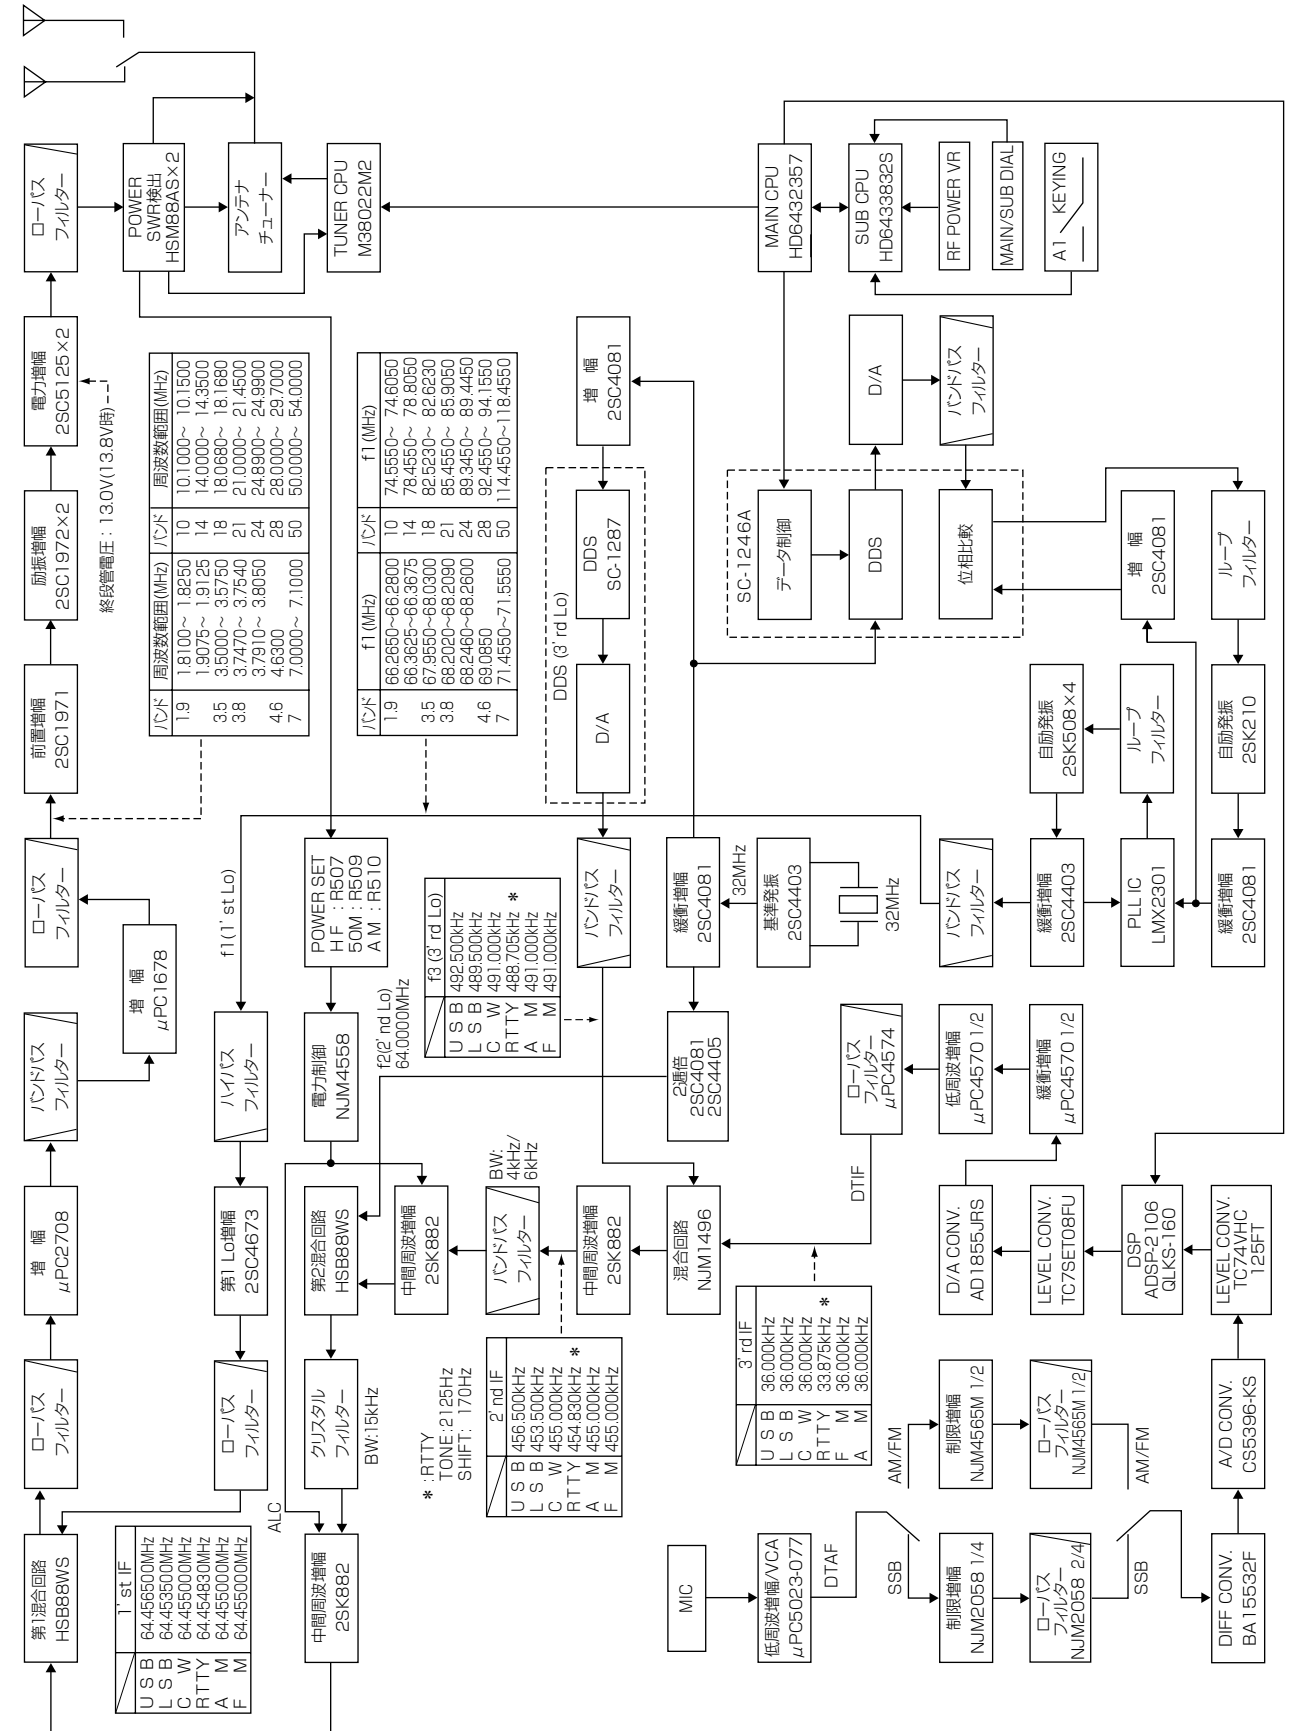 第1混合回路
HSB88WS
ローパス
フィルター
増　幅
μPC2708
バンドパス
フィルター
増　幅
μPC1678
ローパス
フィルター
前置増幅
2SC1971
励振増幅
2SC1972×2
電力増幅
2SC5125×2
終段管電圧：13.0V(13.8V時)
ローパス
フィルター
POWER
SWR検出
HSM88AS×2
アンテナ
チューナー
TUNER CPU
M38022M2
1’st IF
U S B 64.456500MHz
L S B 64.453500MHz
C W 64.455000MHz
RTTY 64.454830MHz
A M 64.455000MHz
F M 64.455000MHz
バンド 周波数範囲(MHz) バンド 周波数範囲(MHz)
1.9 1.8100～ 1.8250 10 10.1000～ 10.1500
1.9075～ 1.9125 14 14.0000～ 14.3500
3.5 3.5000～ 3.5750 18 18.0680～ 18.1680
3.8 3.7470～ 3.7540 21 21.0000～ 21.4500
3.7910～ 3.8050 24 24.8900～ 24.9900
4.6 4.6300 28 28.0000～ 29.7000
7 7.0000～ 7.1000 50 50.0000～ 54.0000
ローパス
フィルター
第1 Lo増幅
2SC4673
ハイパス
フィルター
f1(1’st Lo)
ALC
中間周波増幅
2SK882
クリスタル
フィルター
BW:15kHz
第2混合回路
HSB88WS
電力制御
NJM4558
POWER SET
H F : R507
50M : R509
A M : R510
バンド f1 (MHz) バンド f1 (MHz)
1.9 66.2650～66.2800 10 74.5550～ 74.6050
66.3625～66.3675 14 78.4550～ 78.8050
3.5 67.9550～68.0300 18 82.5230～ 82.6230
3.8 68.2020～68.2090 21 85.4550～ 85.9050
68.2460～68.2600 24 89.3450～ 89.4450
4.6 69.0850 28 92.4550～ 94.1550
7 71.4550～71.5550 50 114.4550～118.4550
f2(2’nd Lo)
64.0000MHz
中間周波増幅
2SK882
＊:RTTY
TONE:2125Hz
SHIFT: 170Hz
f3 (3’rd Lo)
U S B 492.500kHz
L S B 489.500kHz
C W 491.000kHz
RTTY 488.705kHz ＊
A M 491.000kHz
F M 491.000kHz
2’nd IF
U S B 456.500kHz
L S B 453.500kHz
C W 455.000kHz
RTTY 454.830kHz ＊
A M 455.000kHz
F M 455.000kHz
バンドパス
フィルター
BW:
4kHz/
6kHz
中間周波増幅
2SK882
バンドパス
フィルター
DDS (3’rd Lo)
D/A
DDS
SC-1287
増　幅
2SC4081
混合回路
NJM1496
2逓倍
2SC4081
2SC4405
緩衝増幅
2SC4081
32MHz
基準発振
2SC4403
32MHz
SC-1246A
データ制御
DDS
位相比較
D/A
バンドパス
フィルター
MAIN CPU
HD6432357
SUB CPU
HD6433832S
RF POWER VR
MAIN/SUB DIAL
A1　KEYING
3’rd IF
U S B 36.000kHz
L S B 36.000kHz
C W 36.000kHz
RTTY 33.875kHz ＊
F M 36.000kHz
A M 36.000kHz
MIC
低周波増幅/VCA
μPC5023-077
DTAF
SSB
AM/FM
制限増幅
NJM2058 1/4
制限増幅
NJM4565M 1/2
ローパス
フィルター
NJM2058 2/4
ローパス
フィルター
NJM4565M 1/2
SSB
AM/FM
DIFF CONV.
BA15532F
A/D CONV.
CS5396-KS
LEVEL CONV.
TC74VHC
125FT
DSP
ADSP-2106
QLKS-160
LEVEL CONV.
TC7SET08FU
D/A CONV.
AD1855JRS
緩衝増幅
μPC4570 1/2
低周波増幅
μPC4570 1/2
ローパス
フィルター
μPC4574
DTIF
バンドパス
フィルター
緩衝増幅
2SC4403
自励発振
2SK508×4
PLL IC
LMX2301
ループ
フィルター
増　幅
2SC4081
緩衝増幅
2SC4081
自励発振
2SK210
ループ
フィルター